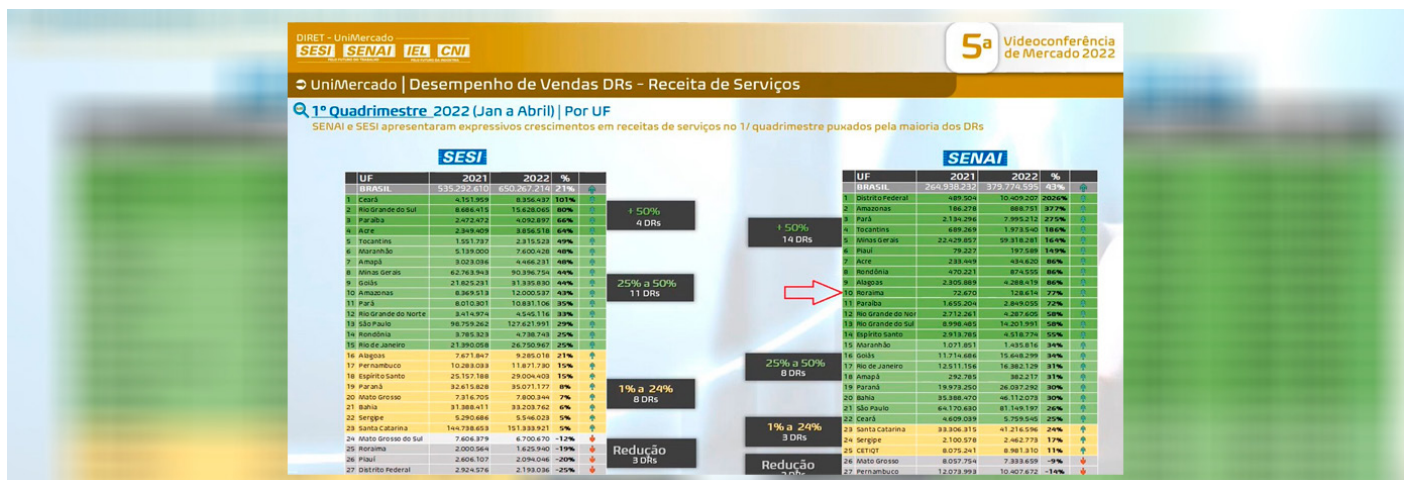 DIRET - UniMercado
SESI SENAI IEL CNI
5ª Vídeoconferência
de Mercado 2022
UniMercado | Desempenho de Vendas DRs - Receita de Serviços
1º Quadrimestre 2022 (Jan a Abril) | Por UF
SENAI e SESI apresentaram expressivos crescimentos em receitas de serviços no 1/ quadrimestre puxados pela maioria dos DRs
SESI
UF 2021 2022 %
BRASIL 535.292.610 650.267.214 21%
1 Ceará 4.151.959 8.356.437 101%
2 Rio Grande do Sul 8.686.415 15.628.065 80%
3 Paraíba 2.472.472 4.092.897 66%
4 Acre 2.349.409 3.856.518 64%
5 Tocantins 1.551.737 2.315.523 49%
6 Maranhão 5.139.000 7.600.428 48%
7 Amapá 3.023.036 4.466.231 48%
8 Minas Gerais 62.763.943 90.396.754 44%
9 Goiás 21.825.231 31.335.830 44%
10 Amazonas 8.369.513 12.000.537 43%
11 Pará 8.010.301 10.831.106 35%
12 Rio Grande do Norte 3.414.974 4.545.116 33%
13 São Paulo 98.759.262 127.621.991 29%
14 Rondônia 3.785.323 4.738.743 25%
15 Rio de Janeiro 21.390.058 26.750.967 25%
16 Alagoas 7.671.847 9.285.018 21%
17 Pernambuco 10.283.033 11.871.730 15%
18 Espírito Santo 25.157.188 29.004.403 15%
19 Paraná 32.615.828 35.071.177 8%
20 Mato Grosso 7.316.705 7.800.344 7%
21 Bahia 31.388.411 33.203.762 6%
22 Sergipe 5.290.686 5.546.023 5%
23 Santa Catarina 144.738.653 151.333.921 5%
24 Mato Grosso do Sul 7.606.379 6.700.670 -12%
25 Roraima 2.000.564 1.625.940 -19%
26 Piauí 2.606.107 2.094.046 -20%
27 Distrito Federal 2.924.576 2.193.036 -25%
+ 50%
4 DRs
25% a 50%
11 DRs
1% a 24%
8 DRs
Redução
3 DRs
+ 50%
14 DRs
25% a 50%
8 DRs
1% a 24%
3 DRs
Redução
SENAI
UF 2021 2022 %
BRASIL 264.938.232 379.774.595 43%
1 Distrito Federal 489.504 10.409.207 2026%
2 Amazonas 186.278 888.751 377%
3 Pará 2.134.296 7.995.212 275%
4 Tocantins 689.269 1.973.540 186%
5 Minas Gerais 22.429.857 59.318.281 164%
6 Piauí 79.227 197.589 149%
7 Acre 233.449 434.620 86%
8 Rondônia 470.221 874.555 86%
9 Alagoas 2.305.889 4.288.419 86%
10 Roraima 72.670 128.614 77%
11 Paraíba 1.655.204 2.849.055 72%
12 Rio Grande do Nor 2.712.261 4.287.605 58%
13 Rio Grande do Sul 8.998.485 14.201.991 58%
14 Espírito Santo 2.913.785 4.518.774 55%
15 Maranhão 1.071.851 1.435.816 34%
16 Goiás 11.714.686 15.648.299 34%
17 Rio de Janeiro 12.511.156 16.382.129 31%
18 Amapá 292.785 382.217 31%
19 Paraná 19.973.250 26.037.292 30%
20 Bahia 35.388.470 46.112.073 30%
21 São Paulo 64.170.630 81.149.197 26%
22 Ceará 4.609.039 5.759.545 25%
23 Santa Catarina 33.306.315 41.216.596 24%
24 Sergipe 2.100.578 2.462.773 17%
25 CETIQT 8.075.241 8.981.310 11%
26 Mato Grosso 8.057.754 7.333.659 -9%
27 Pernambuco 12.073.993 10.407.672 -14%